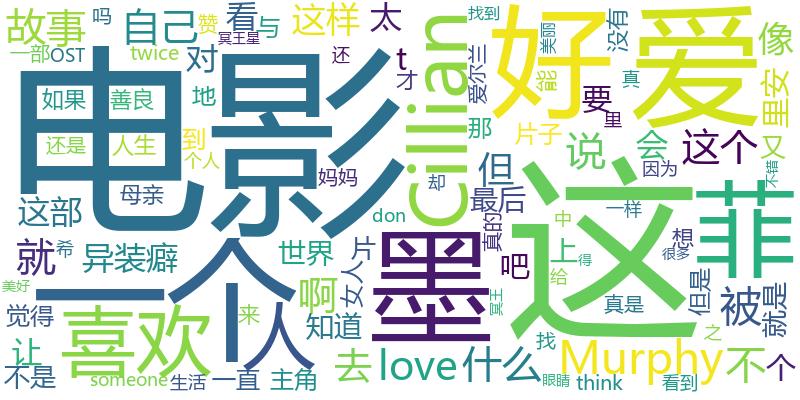 故事
吗
自己
赞
看
与
这样
太
找到
一部
OST
twice
冥王星
对
还
t
才
爱尔兰
美丽
没有
像
好
爱
能
真
里
里安
如果
善良
地
要
那
片子
还是
人生
到
个人
Cillian
电影
说
会
这个
又
因为
不错
妈妈
却
但
母亲
don
最后
真的
这
菲
一样
这部
就
希
异装癖
世界
片
女人
墨
吧
中
上
得
想
很多
一个
啊
给
美好
觉得
喜欢
来
人
知道
冥王
真是
但是
被
就是
之
让
不是
someone
生活
一直
主角
去
love
什么
找
Murphy
不
个
眼睛
think
看到